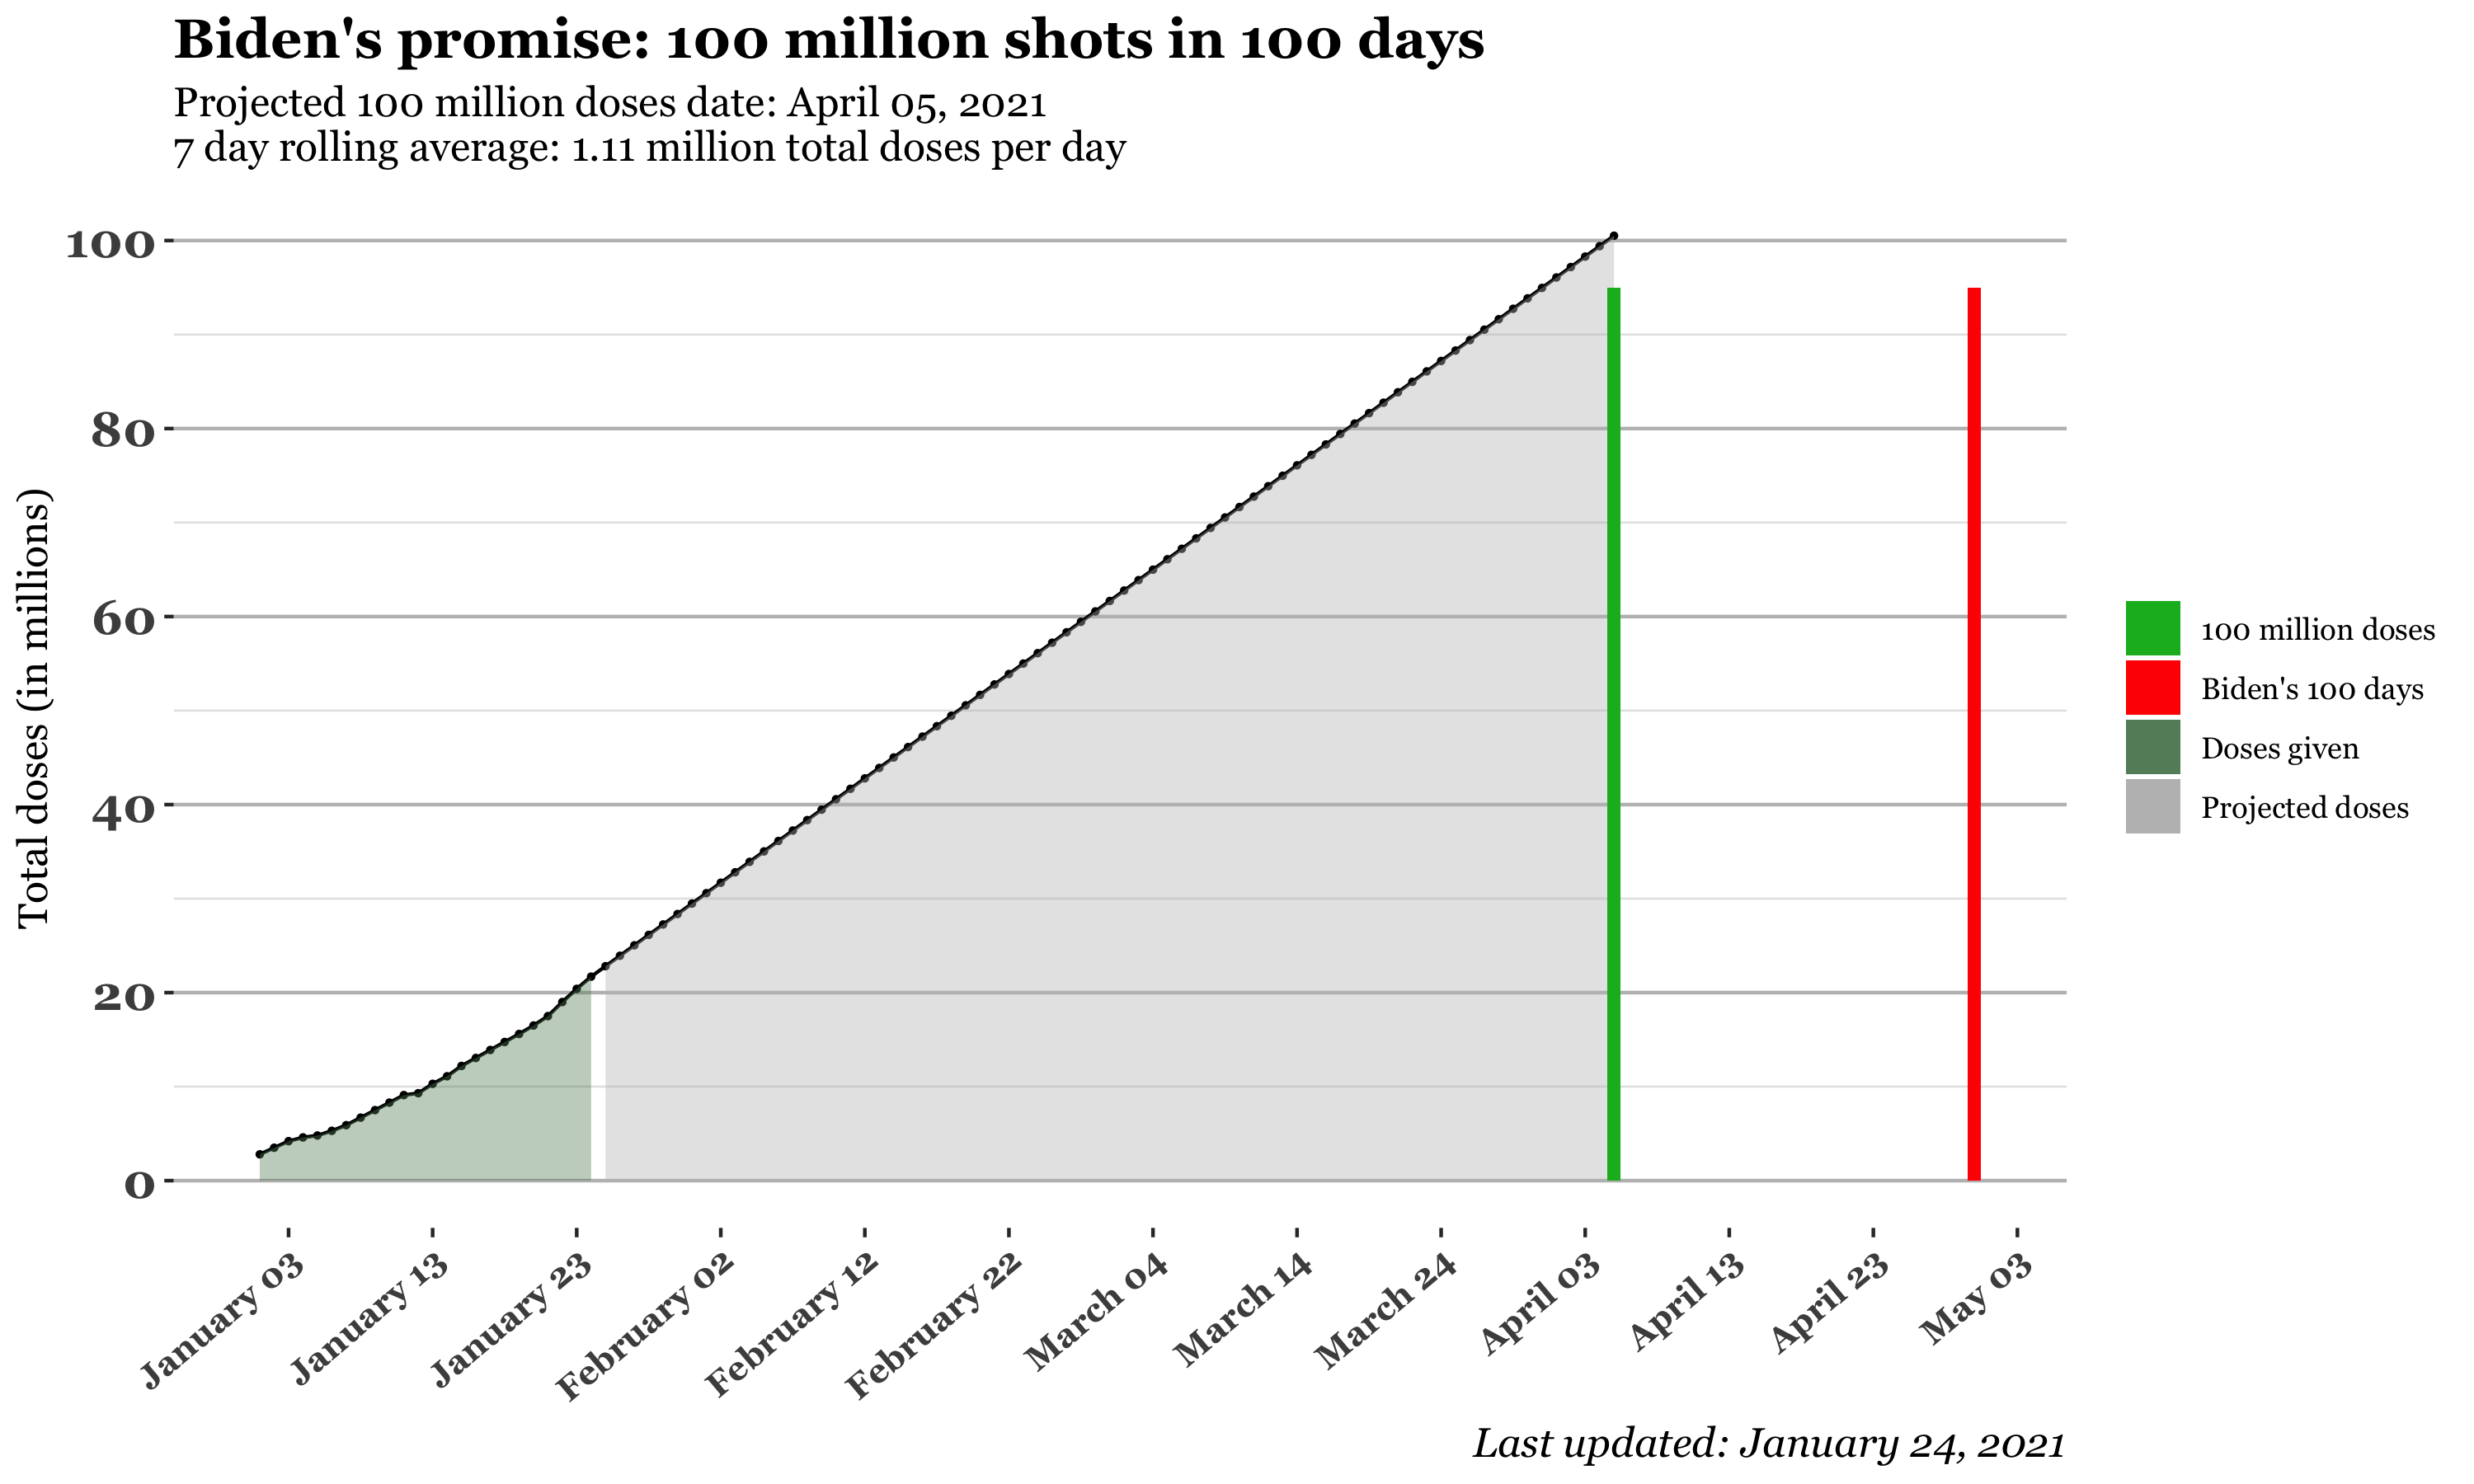 Biden's promise: 100 million shots in 100 days
Projected 100 million doses date: April 05, 2021
7 day rolling average: 1.11 million total doses per day
Total doses (in millions)
100
80
60
40
20
0
January 03
January 13
January 23
February 02
February 12
February 22
March 04
March 14
March 24
April 03
April 13
April 23
May 03
100 million doses
Biden's 100 days
Doses given
Projected doses
Last updated: January 24, 2021